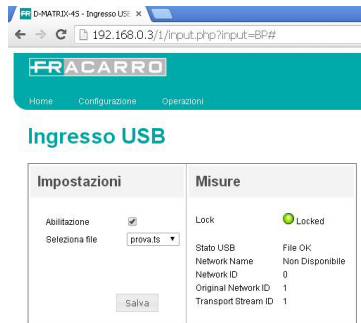 D-MATRIX-4S - Ingresso USB
192.168.0.3/1/input.php?input=BP#
FRACARRO
Home Configurazione Operazioni
Ingresso USB
Impostazioni
Abilitazione
Seleziona file prova.ts
Salva
Misure
Lock Locked
Stato USB File OK
Network Name Non Disponibile
Network ID 0
Original Network ID 1
Transport Stream ID 1